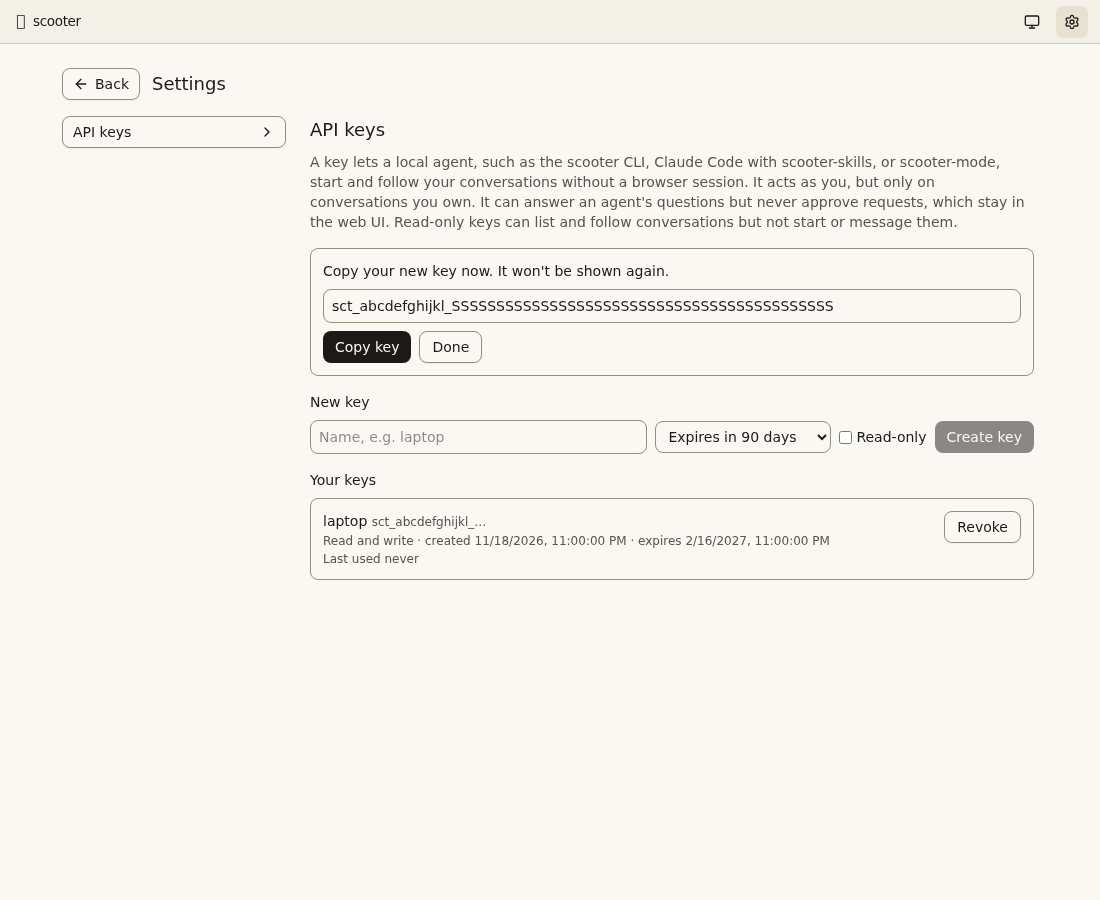 scooter
Back
Settings
API keys
API keys
A key lets a local agent, such as the scooter CLI, Claude Code with scooter-skills, or scooter-mode,
start and follow your conversations without a browser session. It acts as you, but only on
conversations you own. It can answer an agent's questions but never approve requests, which stay in
the web UI. Read-only keys can list and follow conversations but not start or message them.
Copy your new key now. It won't be shown again.
sct_abcdefghijkl_SSSSSSSSSSSSSSSSSSSSSSSSSSSSSSSSSSSSSSSSSSS
Copy key
Done
New key
Name, e.g. laptop
Expires in 90 days
Read-only
Create key
Your keys
laptop sct_abcdefghijkl_...
Revoke
Read and write · created 11/18/2026, 11:00:00 PM · expires 2/16/2027, 11:00:00 PM
Last used never